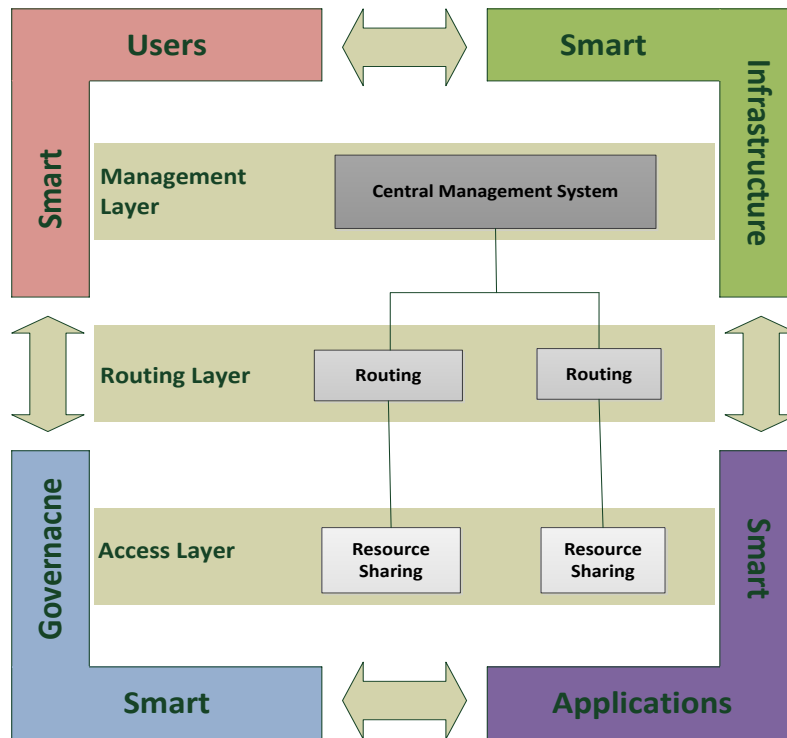 Smart
Users
Smart
Infrastructure
Management
Layer
Central Management System
Routing Layer
Routing
Routing
Access Layer
Resource
Sharing
Resource
Sharing
Smart
Governacne
Smart
Applications